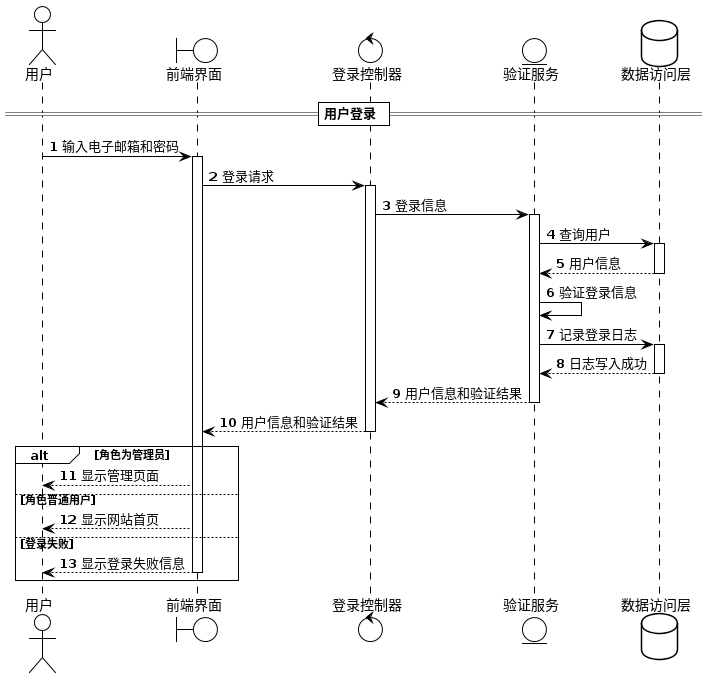 用户
前端界面
登录控制器
验证服务
数据访问层
用户登录
1 输入电子邮箱和密码
2 登录请求
3 登录信息
4 查询用户
5 用户信息
6 验证登录信息
7 记录登录日志
8 日志写入成功
9 用户信息和验证结果
10 用户信息和验证结果
alt [角色为管理员]
11 显示管理页面
[角色普通用户]
12 显示网站首页
[登录失败]
13 显示登录失败信息
用户
前端界面
登录控制器
验证服务
数据访问层